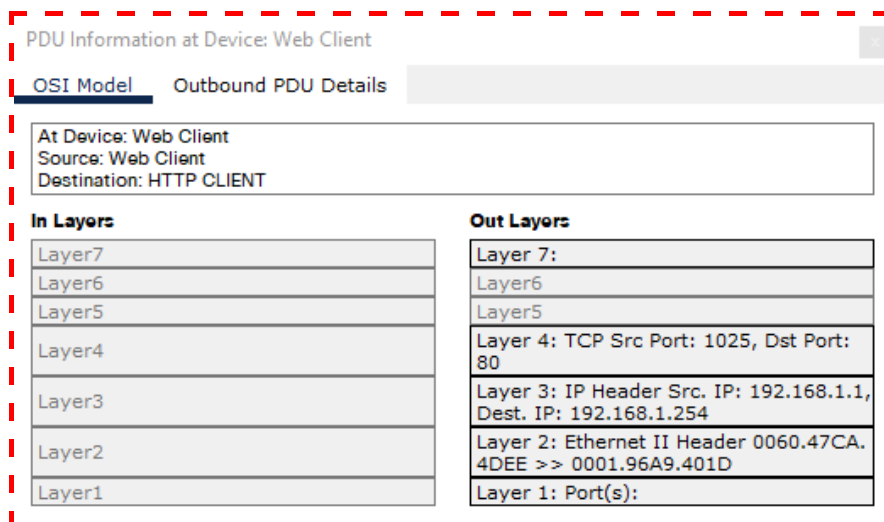 PDU Information at Device: Web Client
x
OSI Model Outbound PDU Details
At Device: Web Client
Source: Web Client
Destination: HTTP CLIENT
In Layers
Layer7
Layer6
Layer5
Layer4
Layer3
Layer2
Layer1
Out Layers
Layer 7:
Layer6
Layer5
Layer 4: TCP Src Port: 1025, Dst Port:
80
Layer 3: IP Header Src. IP: 192.168.1.1,
Dest. IP: 192.168.1.254
Layer 2: Ethernet II Header 0060.47CA.
4DEE >> 0001.96A9.401D
Layer 1: Port(s):